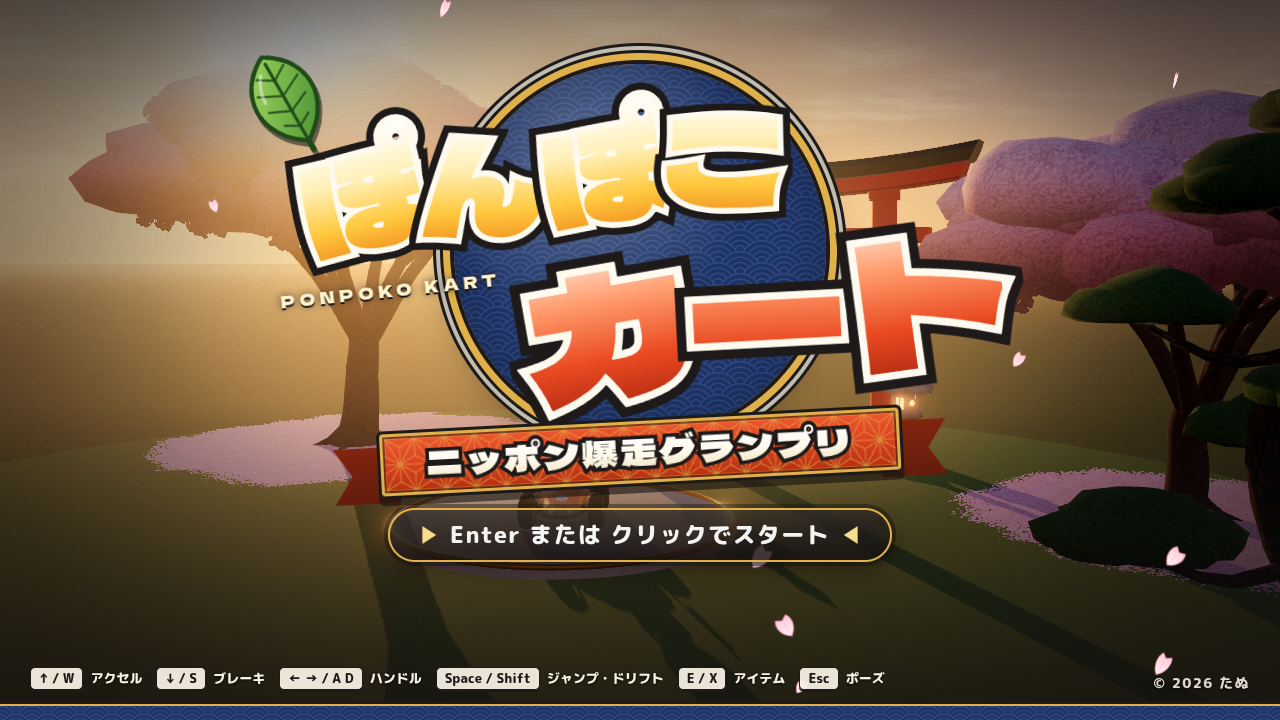 ぽんぽこ
カート
PONPOKO KART
ニッポン爆走グランプリ
▶ Enter または クリックでスタート ◀
↑ / W アクセル ↓ / S ブレーキ ← → / A D ハンドル Space / Shift ジャンプ・ドリフト E / X アイテム Esc ポーズ
© 2026 たぬ